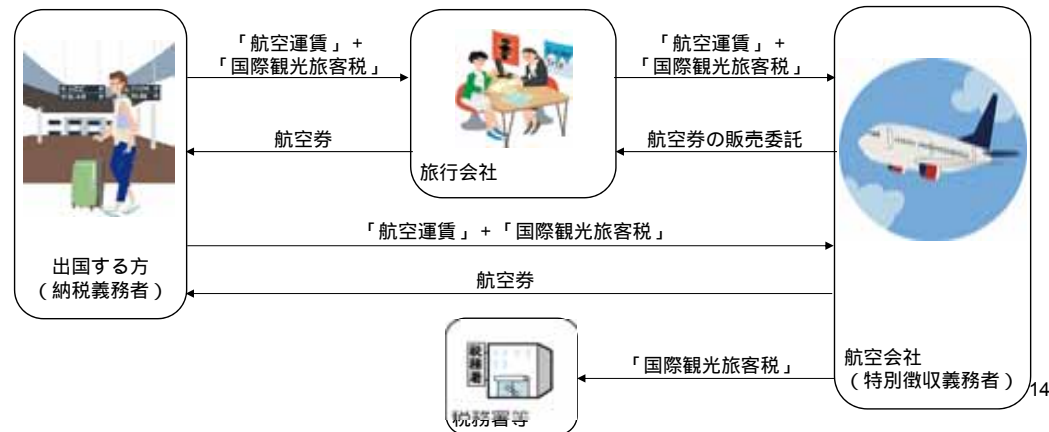 「航空運賃」+
「国際観光旅客税」
「航空運賃」+
「国際観光旅客税」
航空券
航空券の販売委託
旅行会社
「航空運賃」+「国際観光旅客税」
出国する方
(納税義務者)
航空券
税務署
「国際観光旅客税」
航空会社
(特別徴収義務者)
税務署等
14